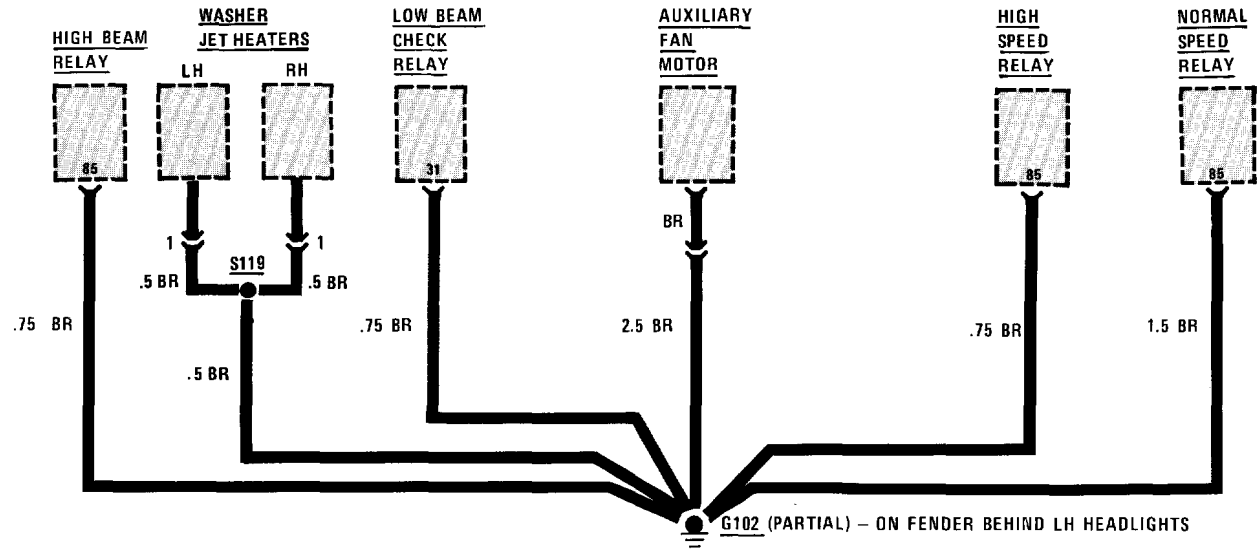 HIGH BEAM
RELAY
WASHER
JET HEATERS
LH
RH
LOW BEAM
CHECK
RELAY
AUXILIARY
FAN
MOTOR
HIGH
SPEED
RELAY
NORMAL
SPEED
RELAY
85
31
85
85
BR
1
1
S119
.5 BR
.5 BR
.75 BR
.75 BR
2.5 BR
.75 BR
1.5 BR
.5 BR
G102 (PARTIAL) – ON FENDER BEHIND LH HEADLIGHTS